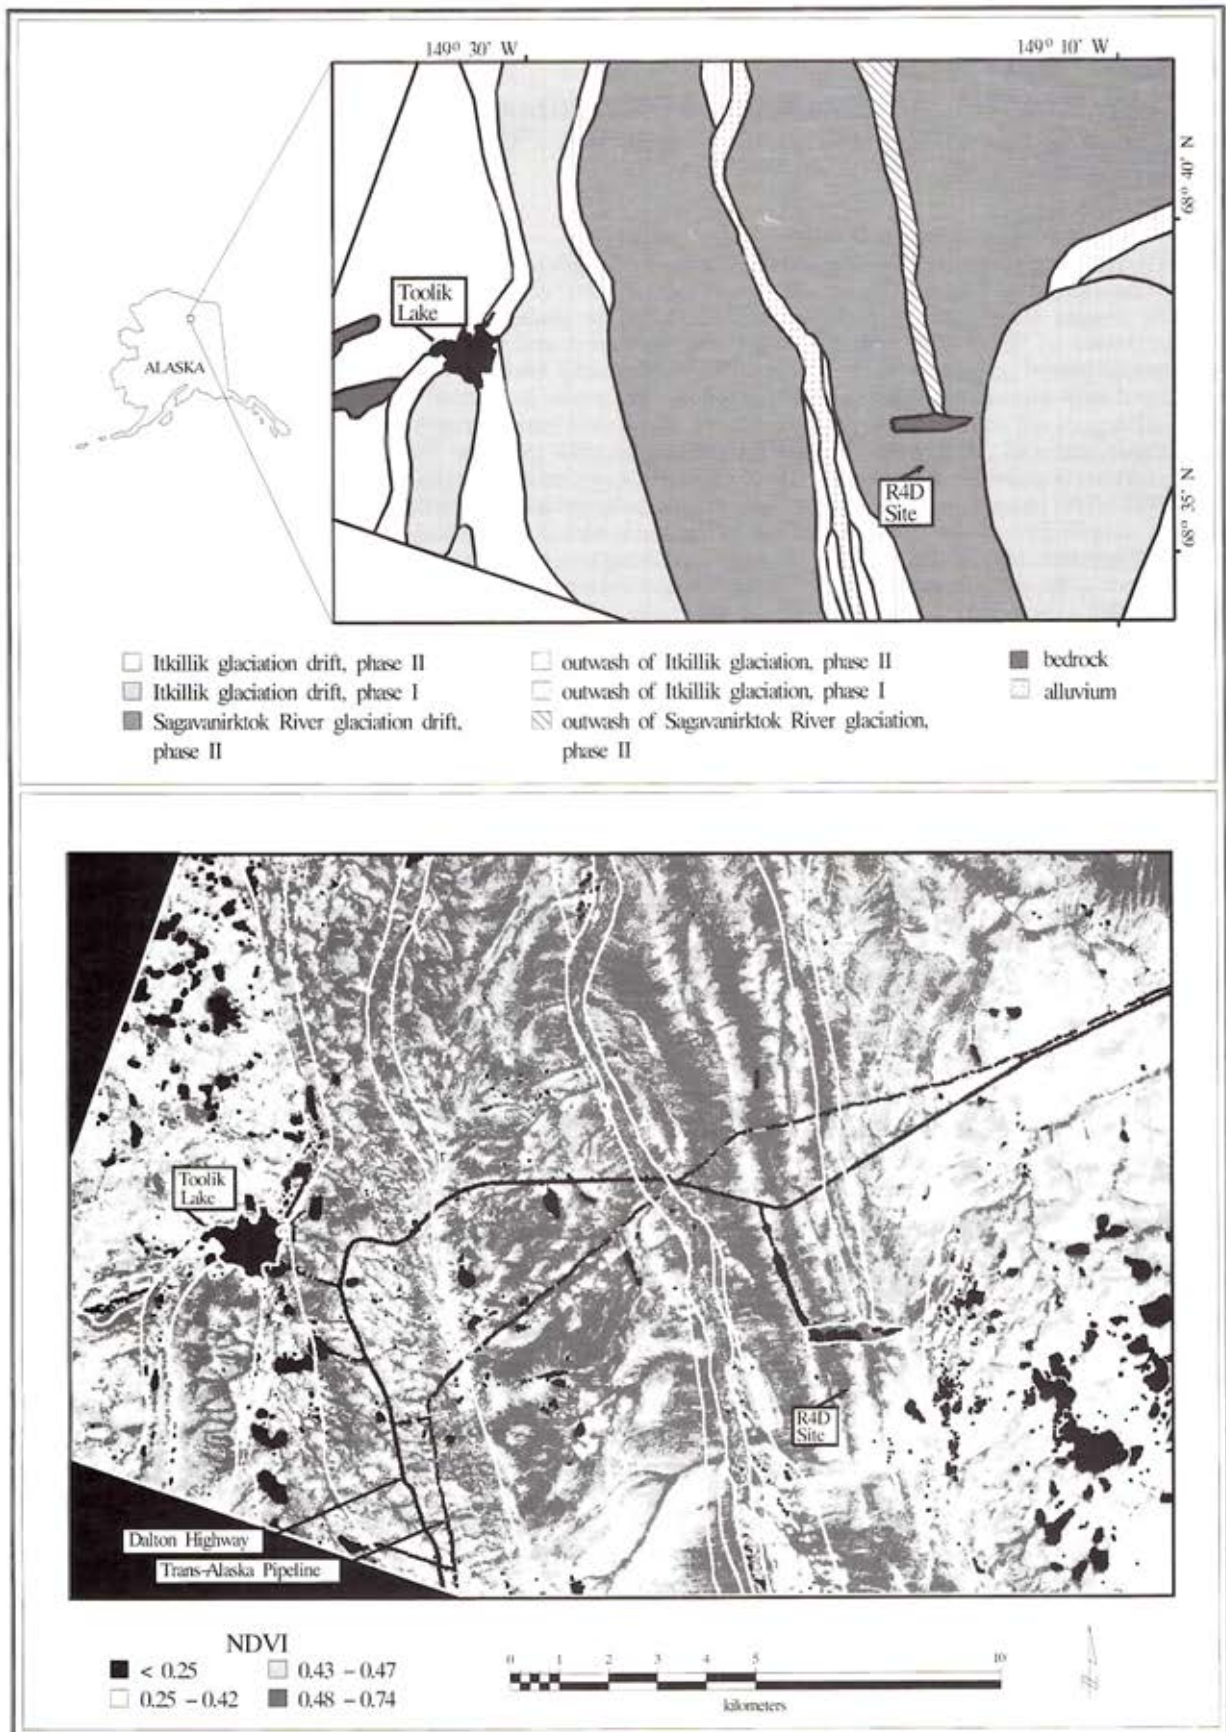 149° 30' W
149° 10' W
68° 40' N
Toolik
Lake
ALASKA
R4D
Site
68° 35' N
Itkillik glaciation drift, phase II
Itkillik glaciation drift, phase I
Sagavanirktok River glaciation drift,
phase II
outwash of Itkillik glaciation, phase II
outwash of Itkillik glaciation, phase I
outwash of Sagavanirktok River glaciation,
phase II
bedrock
alluvium
Toolik
Lake
R4D
Site
Dalton Highway
Trans-Alaska Pipeline
NDVI
< 0.25
0.25 – 0.42
0.43 – 0.47
0.48 – 0.74
0 1 2 3 4 5 10
kilometers